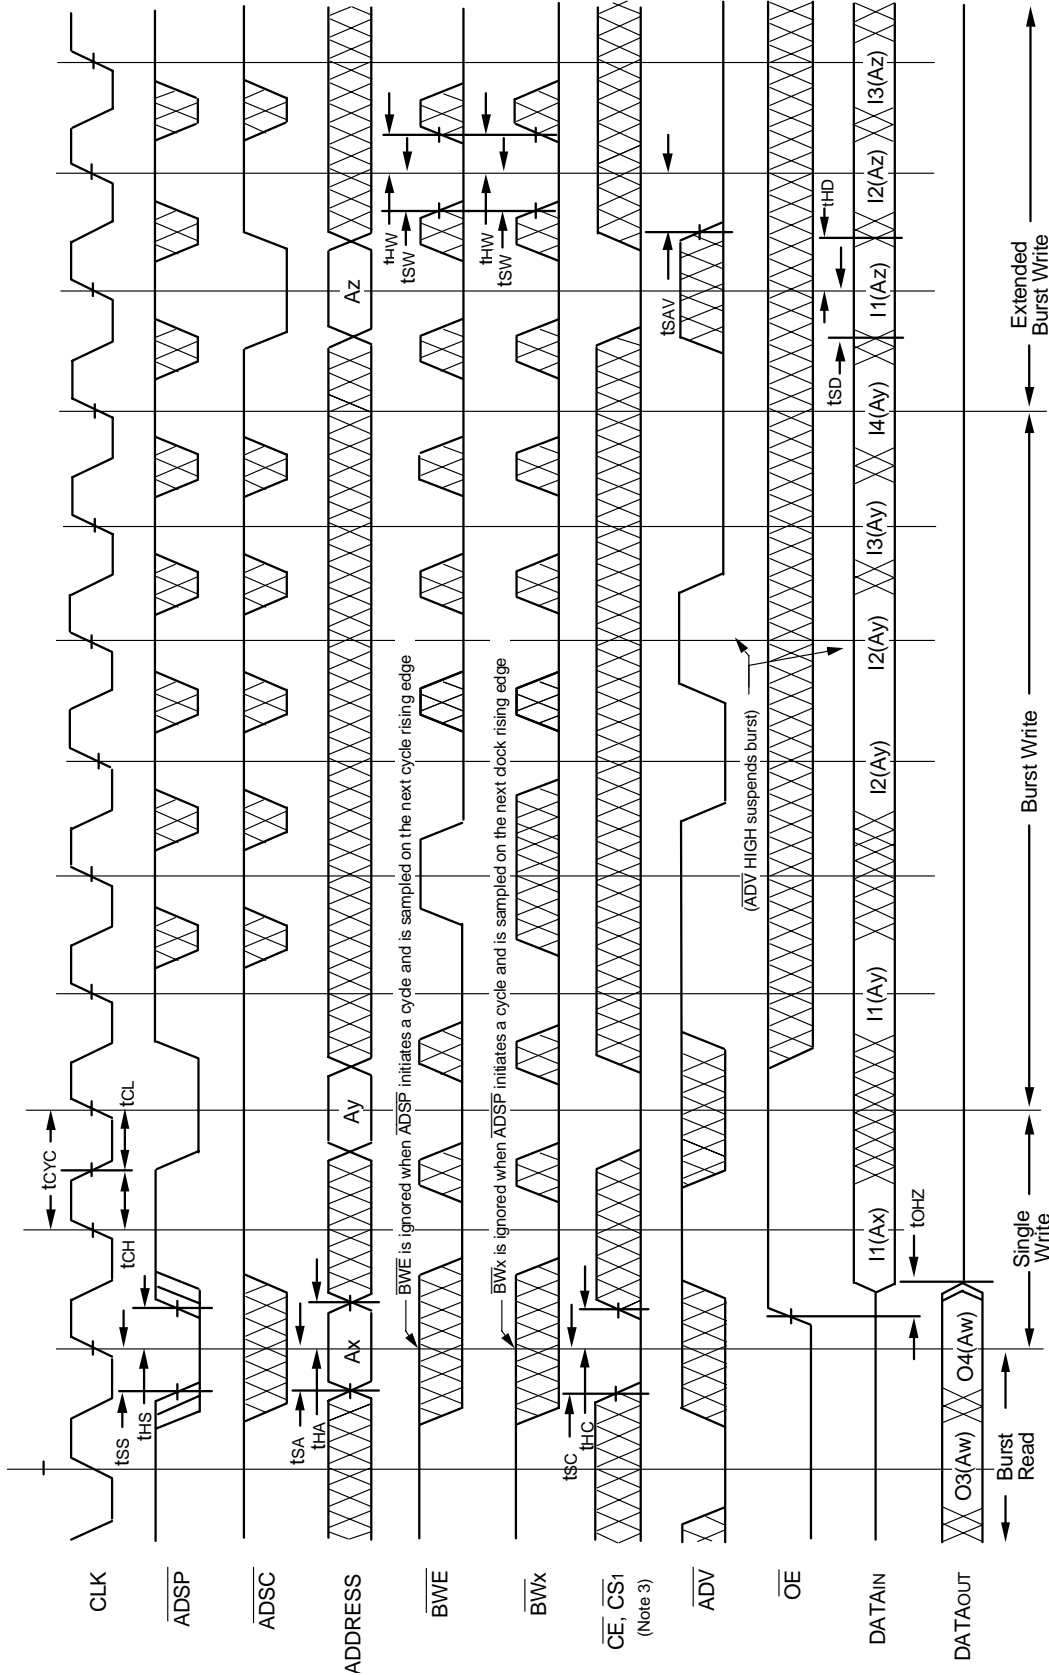 CLK
tCYC
tCH
tCL
ADSP
tSS
tHS
ADSC
ADDRESS
tSA
tHA
Ax
Ay
Az
BWE
BWE is ignored when ADSP initiates a cycle and is sampled on the next cycle rising edge
tHW
tSW
BWx
BWx is ignored when ADSP initiates a cycle and is sampled on the next dock rising edge
tHW
tSW
CE, CS1
(Note 3)
tSC
tHC
ADV
tSAV
(ADV HIGH suspends burst)
OE
DATAIN
I1(Ax)
I1(Ay)
I2(Ay)
I2(Ay)
I3(Ay)
I4(Ay)
I1(Az)
I2(Az)
I3(Az)
tSD
tHD
tOHZ
DATAOUT
O3(Aw)
O4(Aw)
Burst
Read
Single
Write
Burst Write
Extended
Burst Write